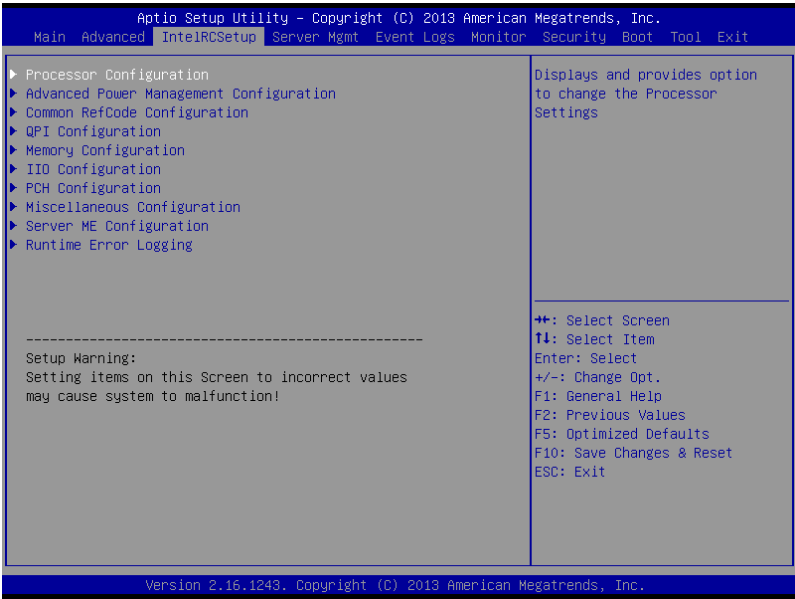 Aptio Setup Utility – Copyright (C) 2013 American Megatrends, Inc.
Main Advanced IntelRCSetup Server Mgmt Event Logs Monitor Security Boot Tool Exit
Processor Configuration
Advanced Power Management Configuration
Common RefCode Configuration
QPI Configuration
Memory Configuration
IIO Configuration
PCH Configuration
Miscellaneous Configuration
Server ME Configuration
Runtime Error Logging
--------------------------------------------------
Setup Warning:
Setting items on this Screen to incorrect values
may cause system to malfunction!
Displays and provides option
to change the Processor
Settings
→←: Select Screen
↑↓: Select Item
Enter: Select
+/-: Change Opt.
F1: General Help
F2: Previous Values
F5: Optimized Defaults
F10: Save Changes & Reset
ESC: Exit
Version 2.16.1243. Copyright (C) 2013 American Megatrends, Inc.